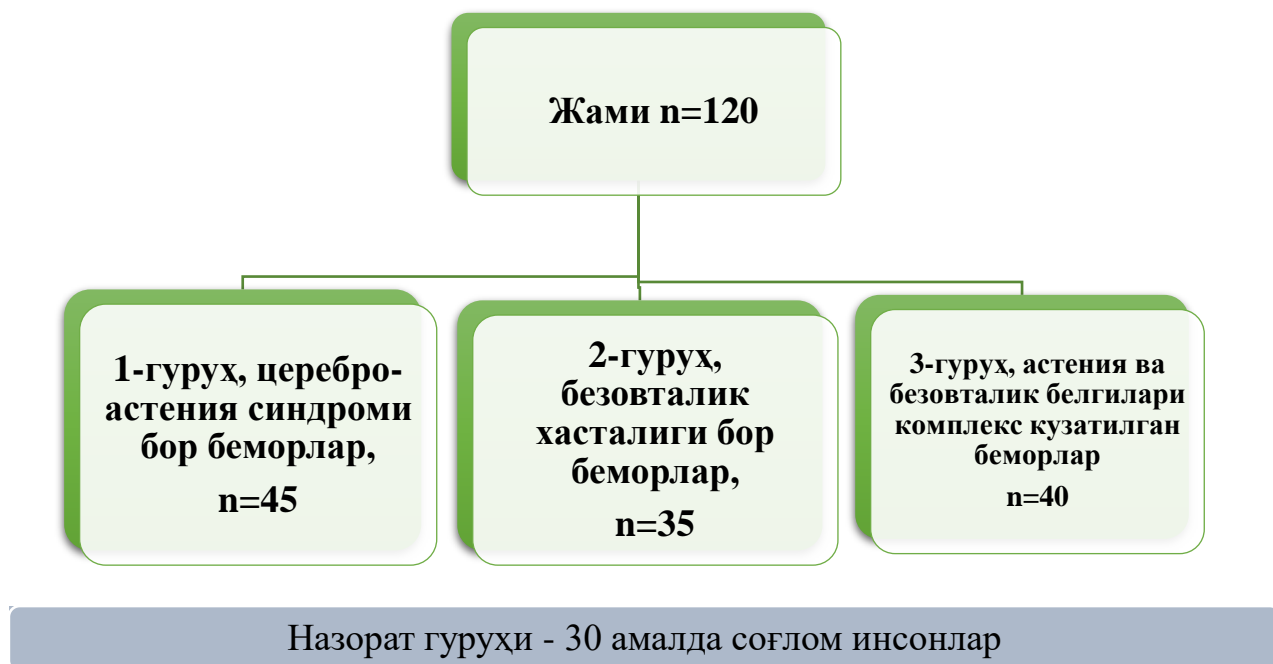 Жами n=120
1-гуруҳ, церебро-
астения синдроми
бор беморлар,
n=45
2-гуруҳ,
безовталик
хасталиги бор
беморлар,
n=35
3-гуруҳ, астения ва
безовталик белгилари
комплекс кузатилган
беморлар
n=40
Назорат гуруҳи - 30 амалда соғлом инсонлар